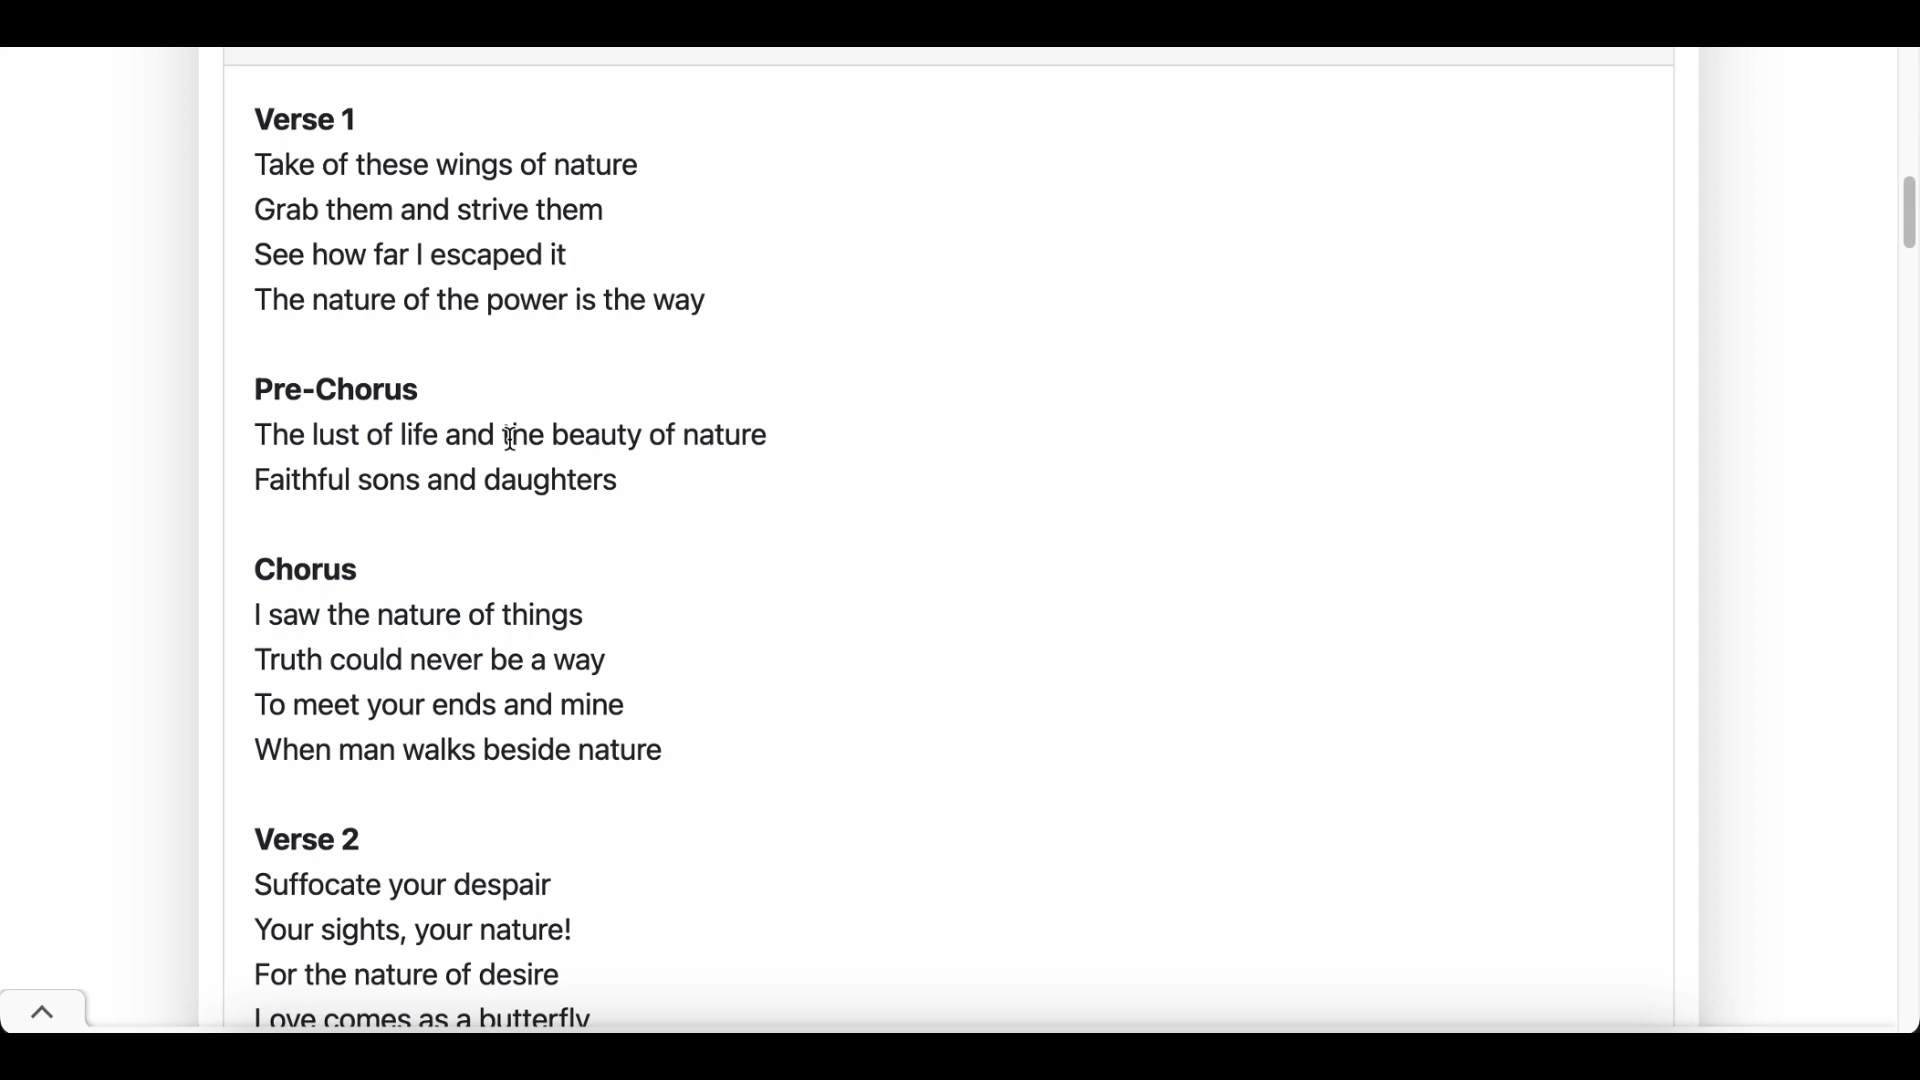 Verse 1
Take of these wings of nature
Grab them and strive them
See how far I escaped it
The nature of the power is the way
Pre-Chorus
The lust of life and the beauty of nature
Faithful sons and daughters
Chorus
I saw the nature of things
Truth could never be a way
To meet your ends and mine
When man walks beside nature
Verse 2
Suffocate your despair
Your sights, your nature!
For the nature of desire
Love comes as a butterfly